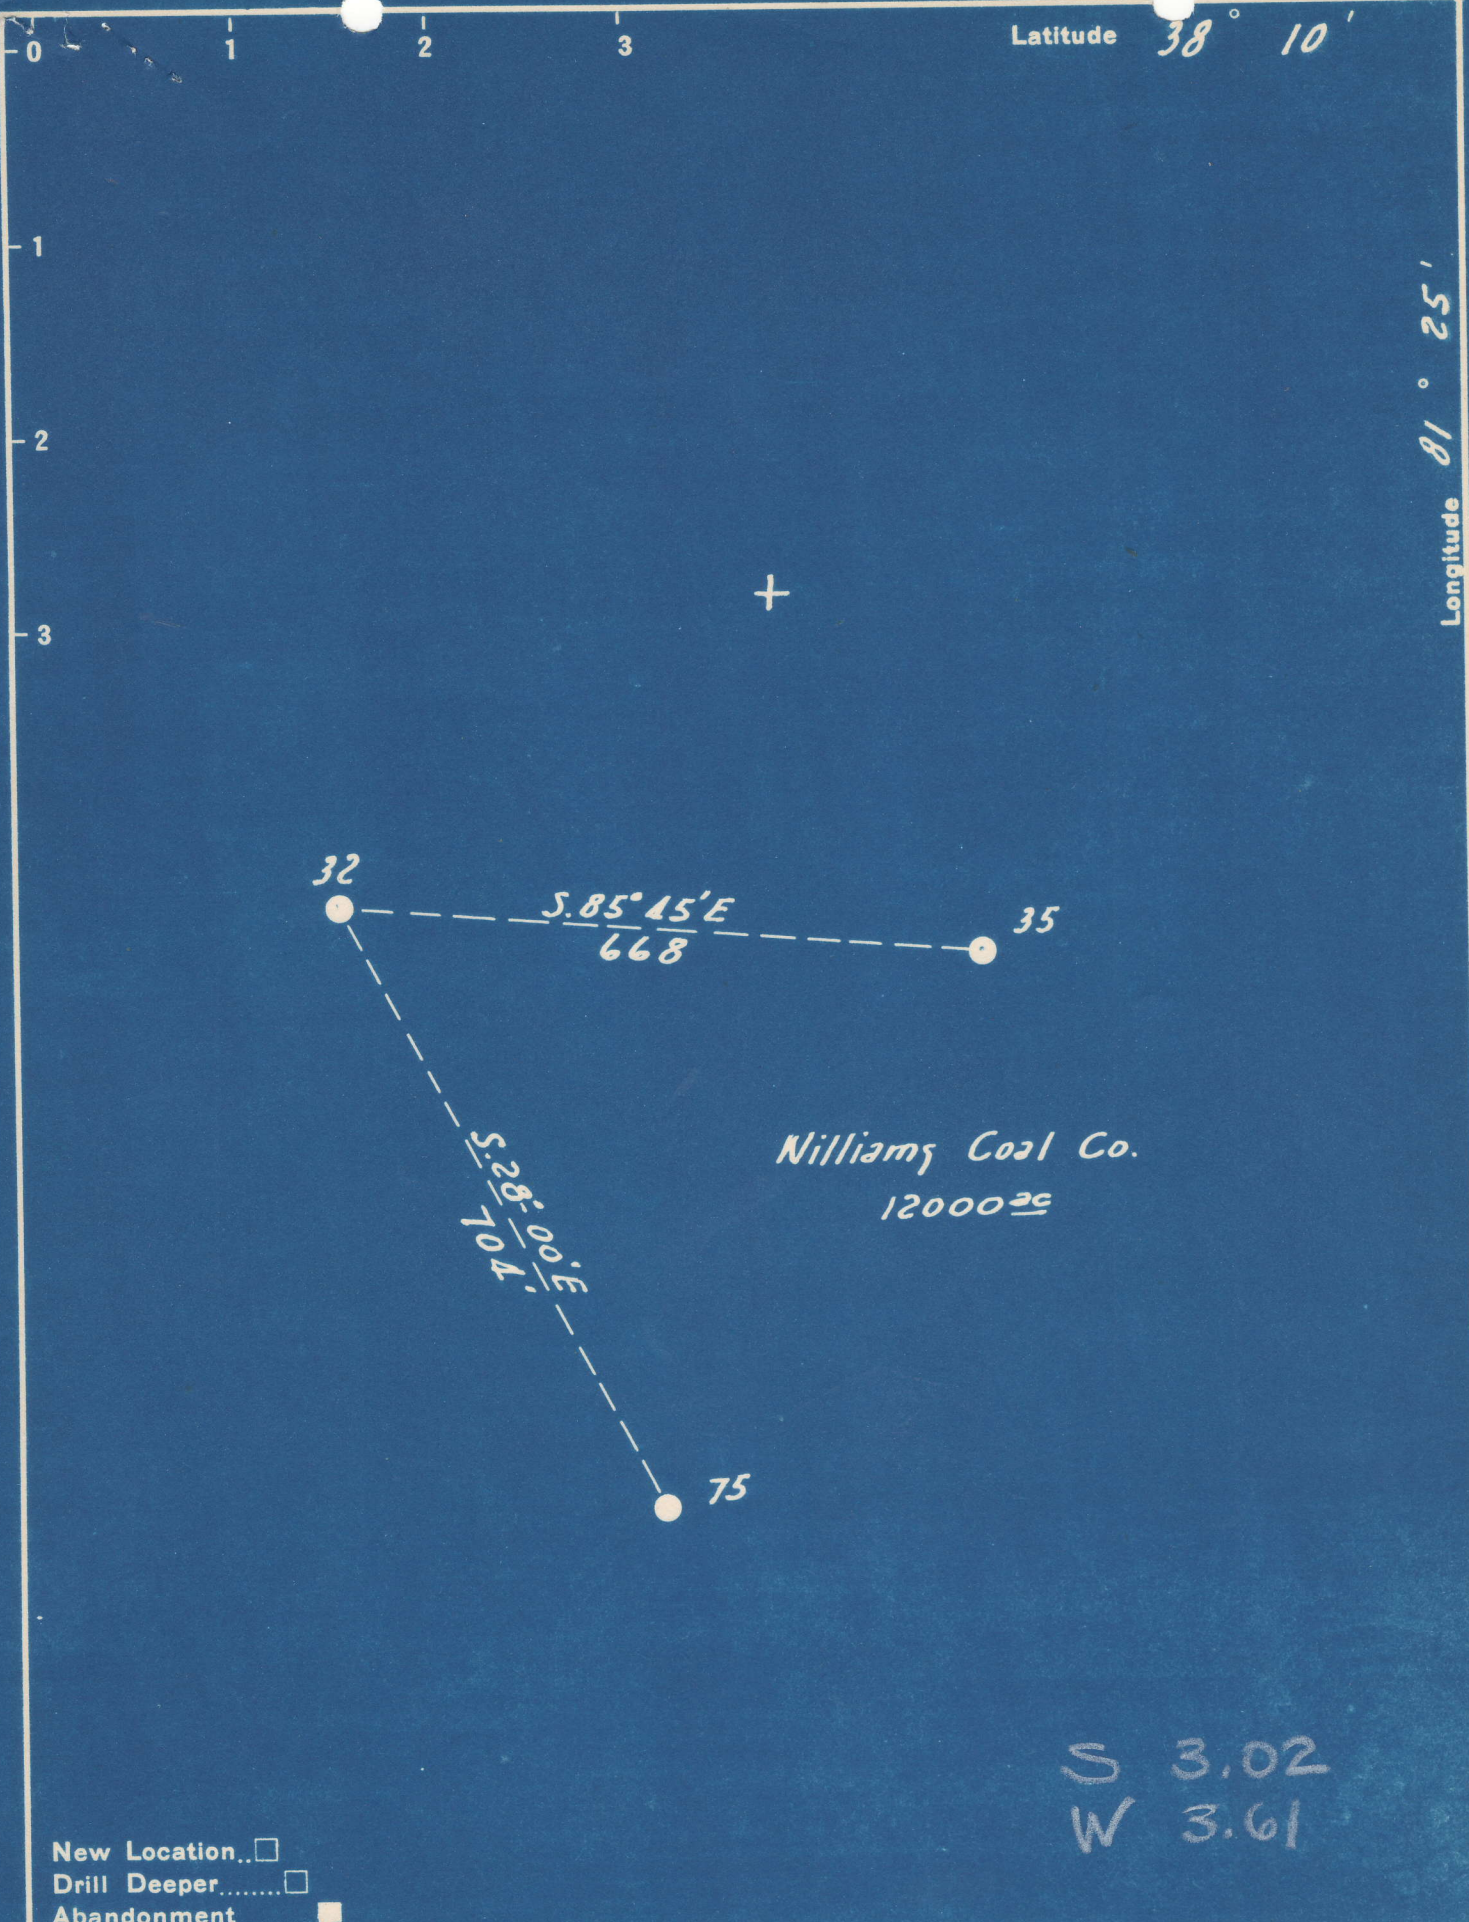 0 1 2 3
Latitude 38° 10'
1
2
3
Longitude 81° 25'
32
S.85°45'E
668
35
S.28°00'E
704'
Williams Coal Co.
12000 ac
75
S 3.02
W 3.61
New Location..
Drill Deeper........
Abandonment